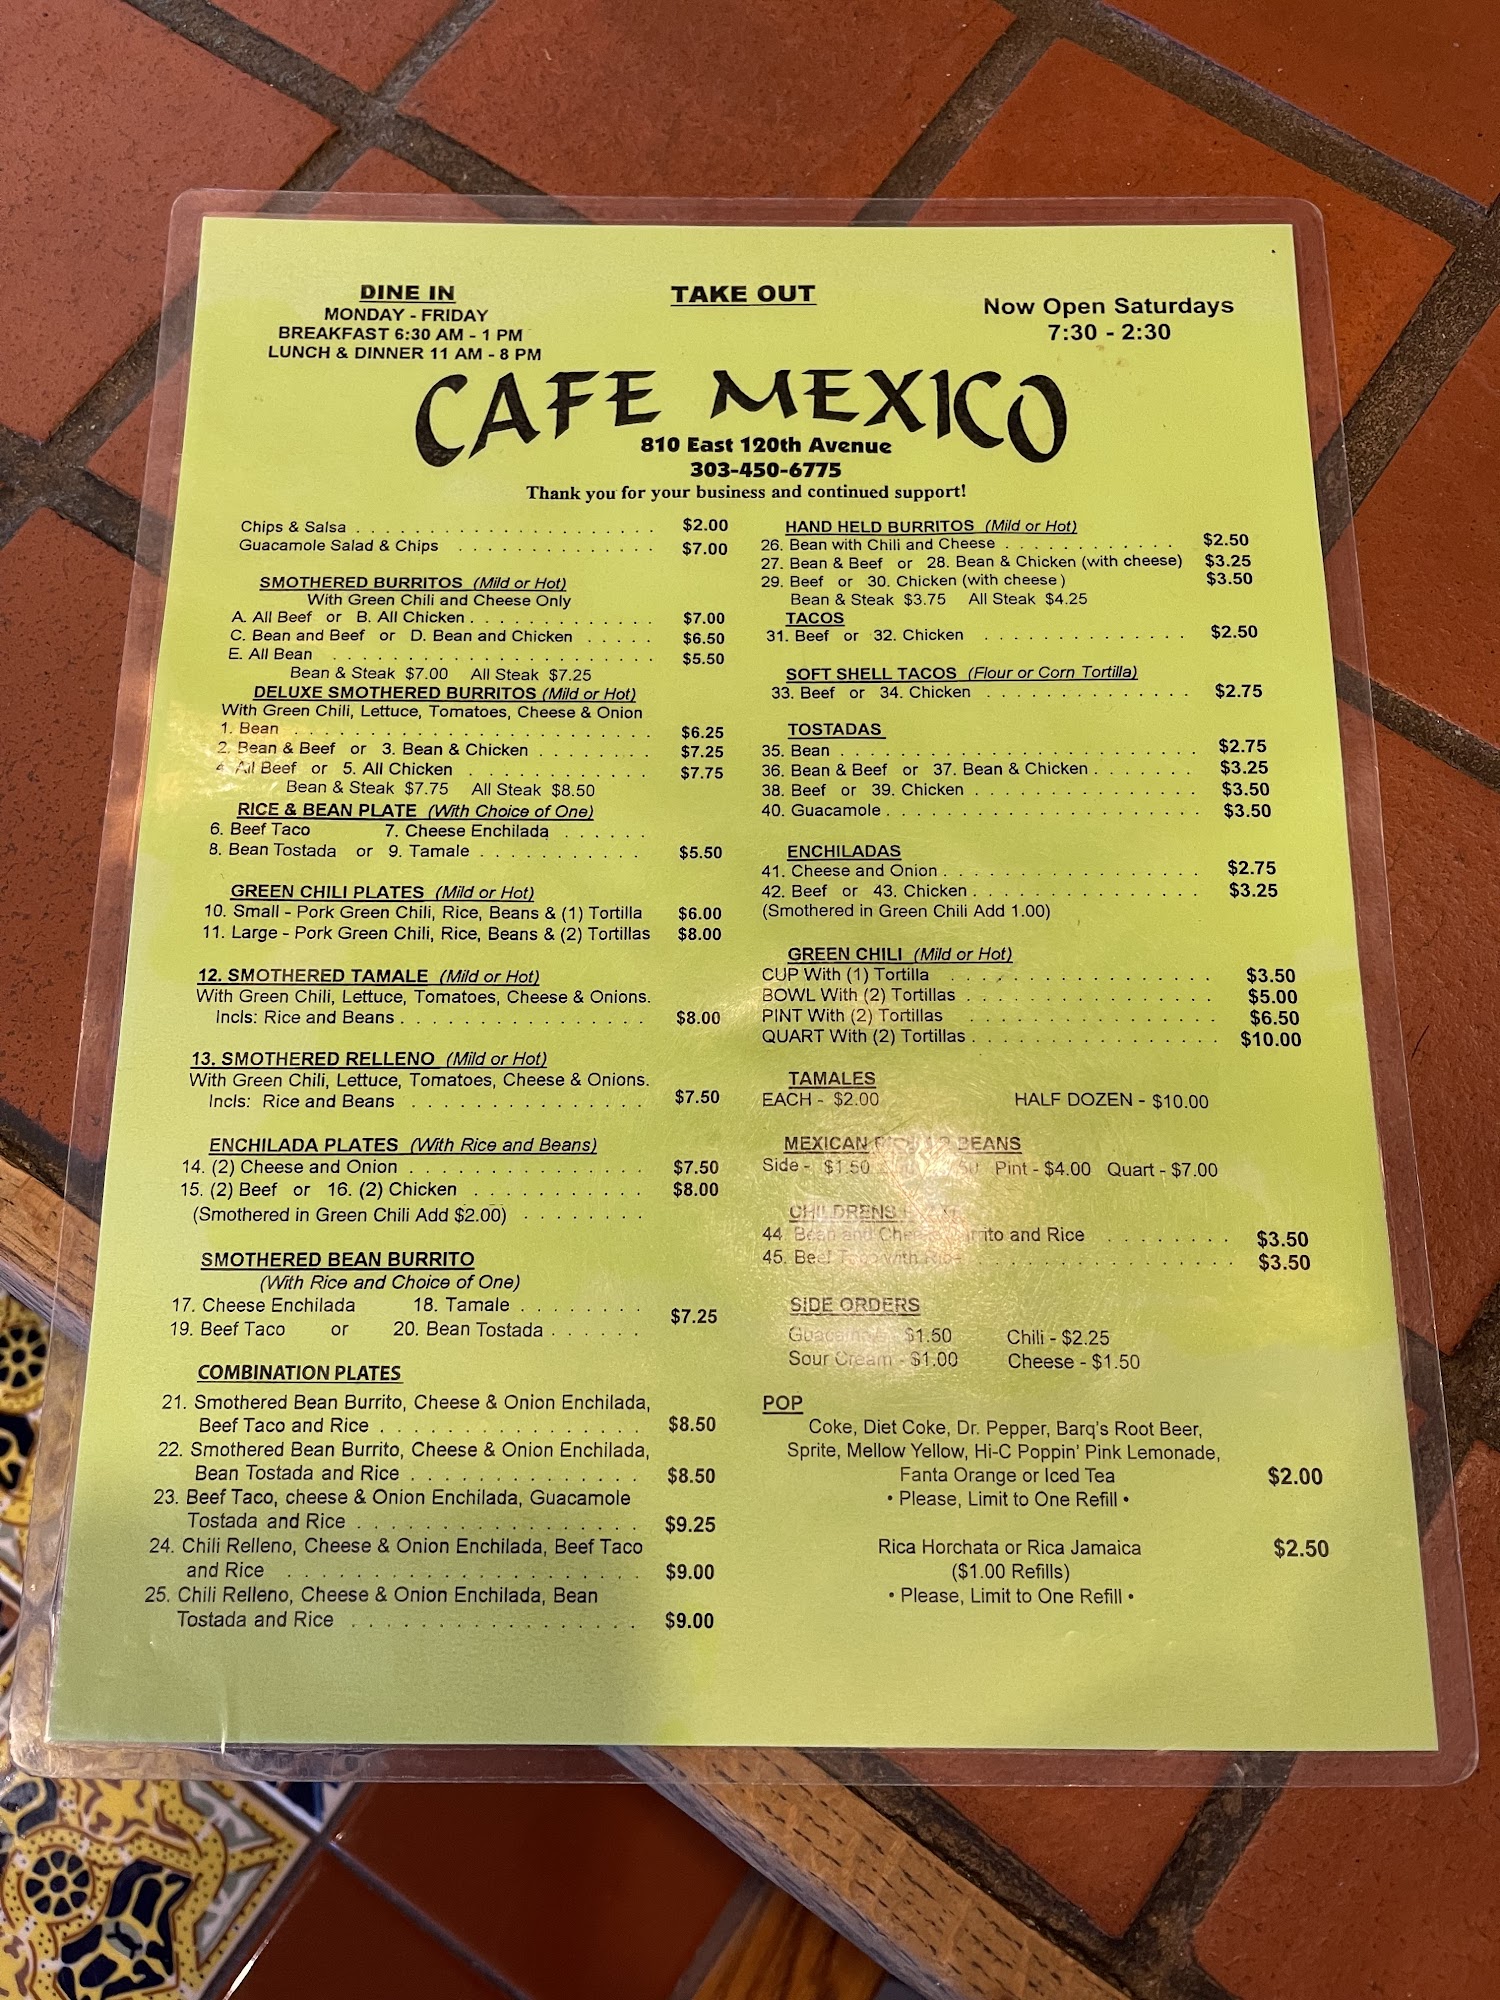 DINE IN
MONDAY - FRIDAY
BREAKFAST 6:30 AM - 1 PM
LUNCH & DINNER 11 AM - 8 PM
TAKE OUT
Now Open Saturdays
7:30 - 2:30
CAFE MEXICO
810 East 120th Avenue
303-450-6775
Thank you for your business and continued support!
Chips & Salsa . . . . . . . . . . . . . . . . . . . . $2.00
Guacamole Salad & Chips . . . . . . . . . . . . . $7.00
SMOTHERED BURRITOS (Mild or Hot)
With Green Chili and Cheese Only
A. All Beef or B. All Chicken . . . . . . . . . . . . $7.00
C. Bean and Beef or D. Bean and Chicken . . . . . $6.50
E. All Bean . . . . . . . . . . . . . . . . . . . . . $5.50
Bean & Steak $7.00 All Steak $7.25
DELUXE SMOTHERED BURRITOS (Mild or Hot)
With Green Chili, Lettuce, Tomatoes, Cheese & Onion
1. Bean . . . . . . . . . . . . . . . . . . . . . . . $6.25
2. Bean & Beef or 3. Bean & Chicken . . . . . . . $7.25
4 All Beef or 5. All Chicken . . . . . . . . . . . . $7.75
Bean & Steak $7.75 All Steak $8.50
RICE & BEAN PLATE (With Choice of One)
6. Beef Taco 7. Cheese Enchilada . . . . . .
8. Bean Tostada or 9. Tamale . . . . . . . . . . . $5.50
GREEN CHILI PLATES (Mild or Hot)
10. Small - Pork Green Chili, Rice, Beans & (1) Tortilla $6.00
11. Large - Pork Green Chili, Rice, Beans & (2) Tortillas $8.00
12. SMOTHERED TAMALE (Mild or Hot)
With Green Chili, Lettuce, Tomatoes, Cheese & Onions.
Incls: Rice and Beans . . . . . . . . . . . . . . . . $8.00
13. SMOTHERED RELLENO (Mild or Hot)
With Green Chili, Lettuce, Tomatoes, Cheese & Onions.
Incls: Rice and Beans . . . . . . . . . . . . . . . $7.50
ENCHILADA PLATES (With Rice and Beans)
14. (2) Cheese and Onion . . . . . . . . . . . . . . . $7.50
15. (2) Beef or 16. (2) Chicken . . . . . . . . . . . $8.00
(Smothered in Green Chili Add $2.00) . . . . . . . .
SMOTHERED BEAN BURRITO
(With Rice and Choice of One)
17. Cheese Enchilada 18. Tamale . . . . . . . .
19. Beef Taco or 20. Bean Tostada . . . . . . $7.25
COMBINATION PLATES
21. Smothered Bean Burrito, Cheese & Onion Enchilada,
Beef Taco and Rice . . . . . . . . . . . . . . . . . $8.50
22. Smothered Bean Burrito, Cheese & Onion Enchilada,
Bean Tostada and Rice . . . . . . . . . . . . . . . $8.50
23. Beef Taco, cheese & Onion Enchilada, Guacamole
Tostada and Rice . . . . . . . . . . . . . . . . . . $9.25
24. Chili Relleno, Cheese & Onion Enchilada, Beef Taco
and Rice . . . . . . . . . . . . . . . . . . . . . . $9.00
25. Chili Relleno, Cheese & Onion Enchilada, Bean
Tostada and Rice . . . . . . . . . . . . . . . . . . $9.00
HAND HELD BURRITOS (Mild or Hot)
26. Bean with Chili and Cheese . . . . . . . . . . . . $2.50
27. Bean & Beef or 28. Bean & Chicken (with cheese) $3.25
29. Beef or 30. Chicken (with cheese) $3.50
Bean & Steak $3.75 All Steak $4.25
TACOS
31. Beef or 32. Chicken . . . . . . . . . . . . . . $2.50
SOFT SHELL TACOS (Flour or Corn Tortilla)
33. Beef or 34. Chicken . . . . . . . . . . . . . . $2.75
TOSTADAS
35. Bean . . . . . . . . . . . . . . . . . . . . . . . $2.75
36. Bean & Beef or 37. Bean & Chicken . . . . . . . $3.25
38. Beef or 39. Chicken . . . . . . . . . . . . . . . $3.50
40. Guacamole . . . . . . . . . . . . . . . . . . . . $3.50
ENCHILADAS
41. Cheese and Onion . . . . . . . . . . . . . . . . . $2.75
42. Beef or 43. Chicken . . . . . . . . . . . . . . . $3.25
(Smothered in Green Chili Add 1.00)
GREEN CHILI (Mild or Hot)
CUP With (1) Tortilla . . . . . . . . . . . . . . . . $3.50
BOWL With (2) Tortillas . . . . . . . . . . . . . . . $5.00
PINT With (2) Tortillas . . . . . . . . . . . . . . . $6.50
QUART With (2) Tortillas . . . . . . . . . . . . . . . $10.00
TAMALES
EACH - $2.00 HALF DOZEN - $10.00
MEXICAN BEANS
Side - $1.50 Pint - $4.00 Quart - $7.00
CHILDRENS
44 Bean and Cheese Burrito and Rice . . . . . . . . $3.50
45. Beef Taco with Rice . . . . . . . . . . . . . . . $3.50
SIDE ORDERS
Guacamole - $1.50 Chili - $2.25
Sour Cream - $1.00 Cheese - $1.50
POP
Coke, Diet Coke, Dr. Pepper, Barq's Root Beer,
Sprite, Mellow Yellow, Hi-C Poppin' Pink Lemonade,
Fanta Orange or Iced Tea $2.00
• Please, Limit to One Refill •
Rica Horchata or Rica Jamaica $2.50
($1.00 Refills)
• Please, Limit to One Refill •